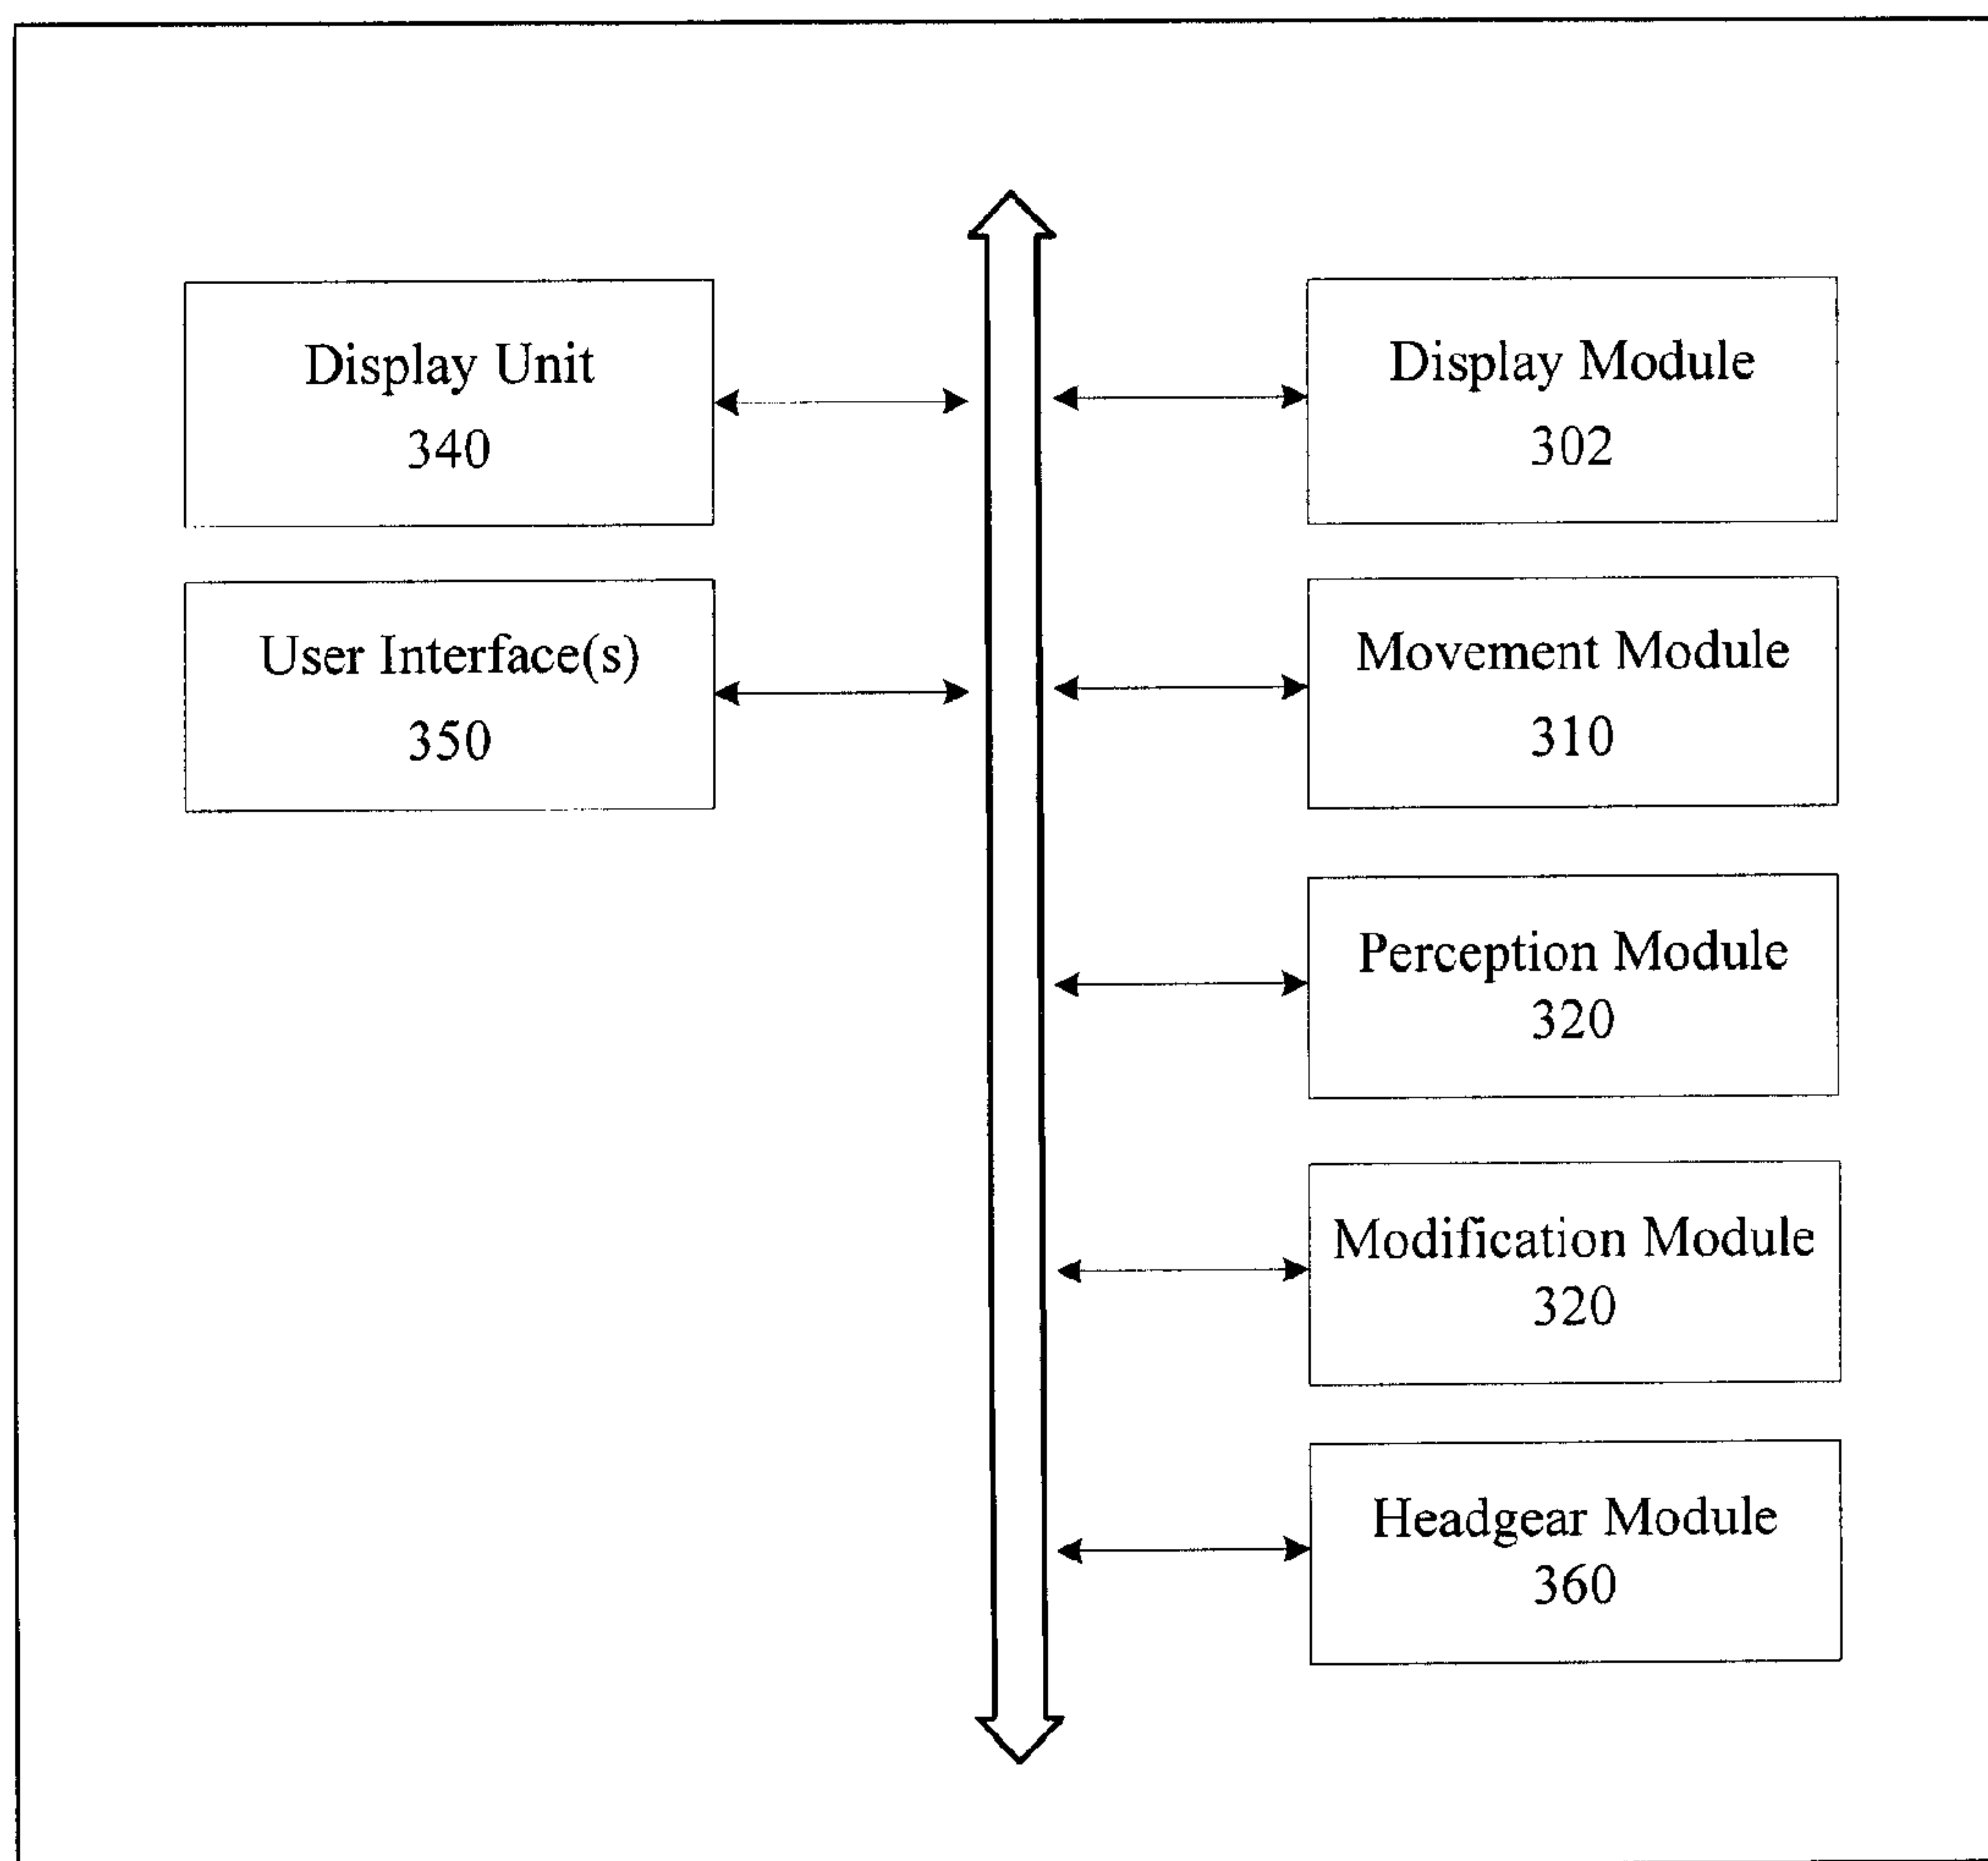 Display Unit
340
User Interface(s)
350
Display Module
302
Movement Module
310
Perception Module
320
Modification Module
320
Headgear Module
360